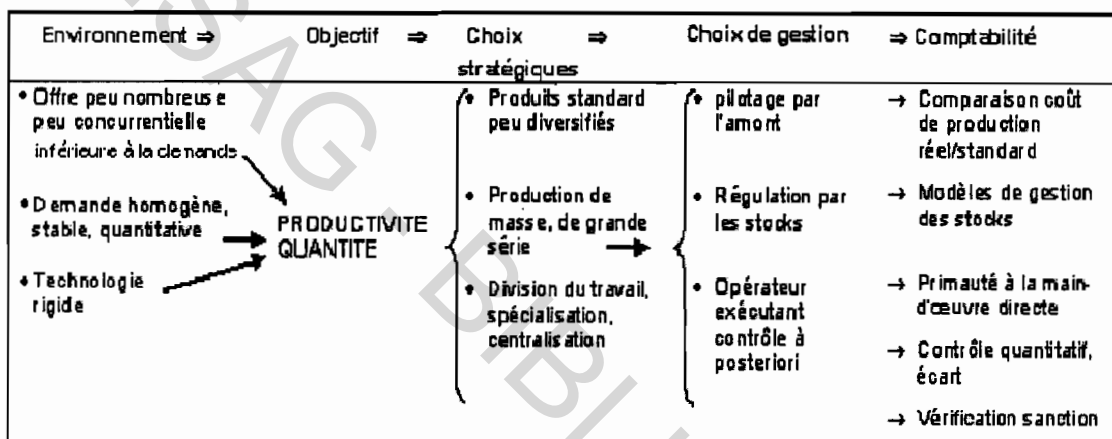 Environnement ⇒ Objectif ⇒ Choix stratégiques ⇒ Choix de gestion ⇒ Comptabilité
• Offre peu nombreuse
peu concurrentielle
inférieure à la demande
• Demande homogène,
stable, quantitative
• Technologie
rigide
PRODUCTIVITE
QUANTITE
• Produits standard
peu diversifiés
• Production de
masse, de grande
série
• Division du travail,
spécialisation,
centralisation
• pilotage par
l'amont
• Régulation par
les stocks
• Opérateur
exécutant
contrôle à
posteriori
→ Comparaison coût
de production
réel/standard
→ Modèles de gestion
des stocks
→ Primauté à la main-
d'œuvre directe
→ Contrôle quantitatif,
écart
→ Vérification sanction
SAG - BIBLI